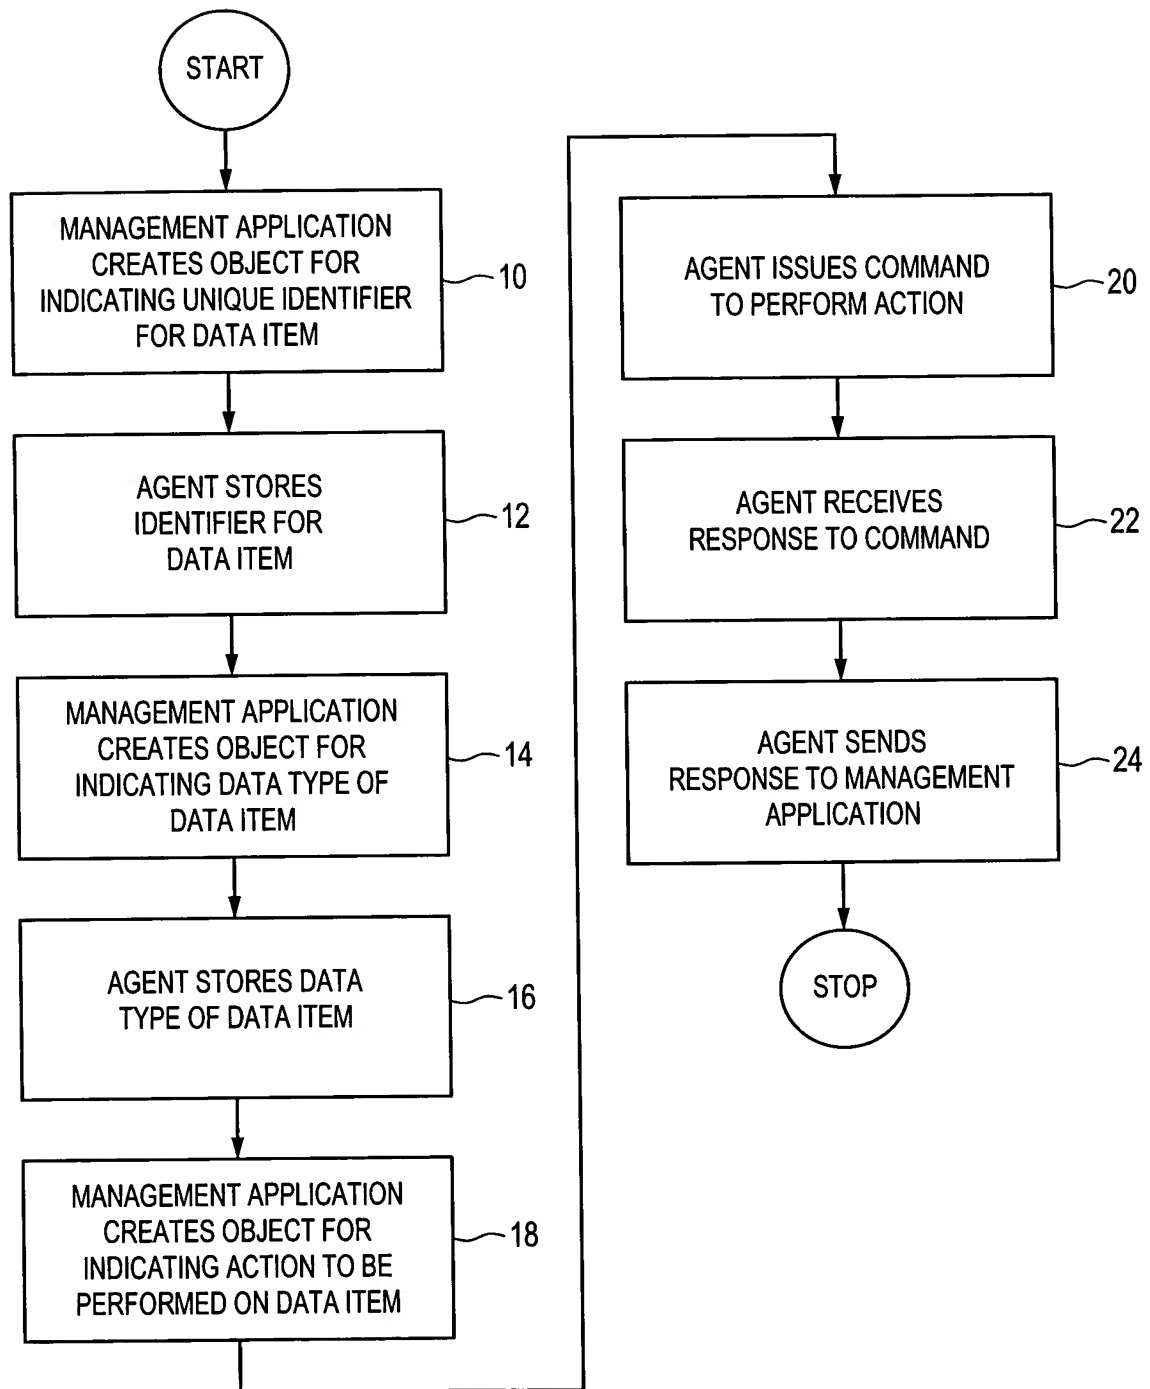 START
MANAGEMENT APPLICATION
CREATES OBJECT FOR
INDICATING UNIQUE IDENTIFIER
FOR DATA ITEM
10
AGENT STORES
IDENTIFIER FOR
DATA ITEM
12
MANAGEMENT APPLICATION
CREATES OBJECT FOR
INDICATING DATA TYPE OF
DATA ITEM
14
AGENT STORES DATA
TYPE OF DATA ITEM
16
MANAGEMENT APPLICATION
CREATES OBJECT FOR
INDICATING ACTION TO BE
PERFORMED ON DATA ITEM
18
AGENT ISSUES COMMAND
TO PERFORM ACTION
20
AGENT RECEIVES
RESPONSE TO COMMAND
22
AGENT SENDS
RESPONSE TO MANAGEMENT
APPLICATION
24
STOP